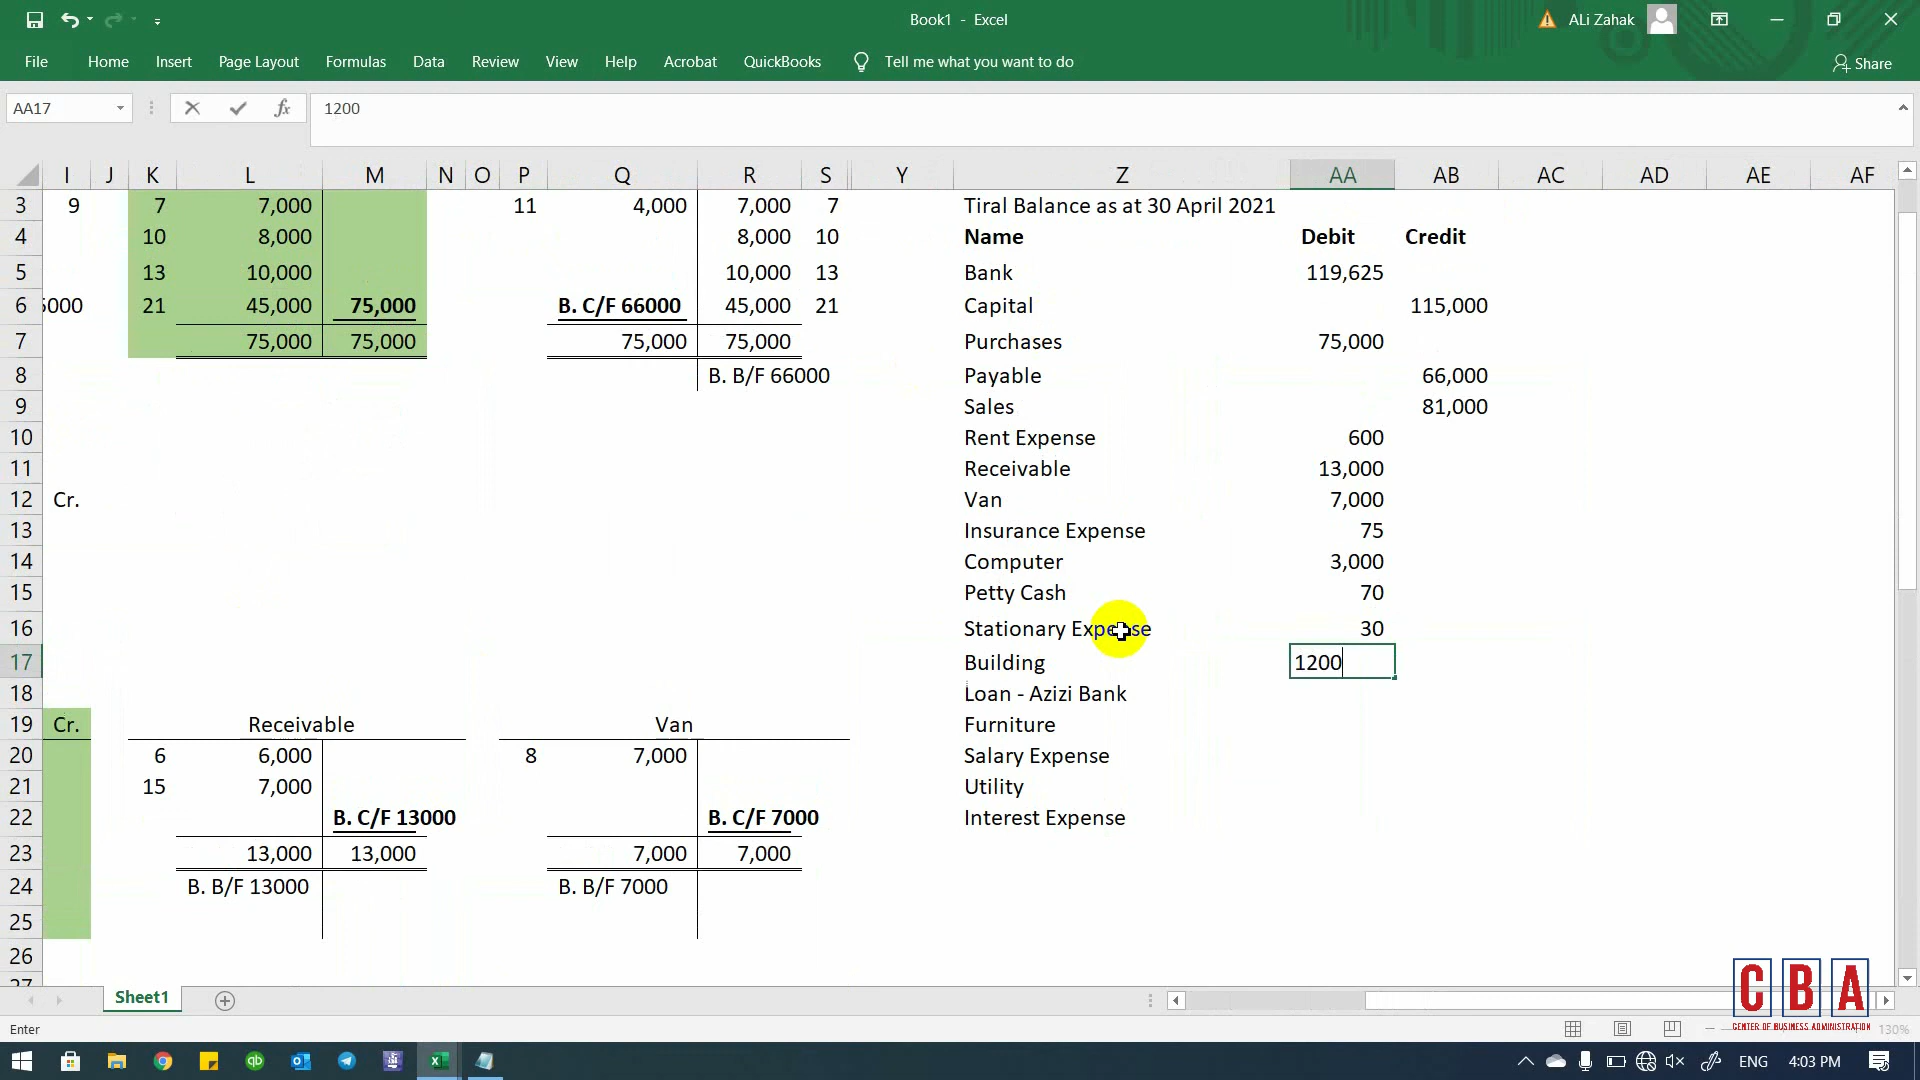 Book1 - Excel
ALi Zahak
File Home Insert Page Layout Formulas Data Review View Help Acrobat QuickBooks Tell me what you want to do Share
AA17 fx 1200
I J K L M N O P Q R S Y Z AA AB AC AD AE AF
3 9 7 7,000 11 4,000 7,000 7 Tiral Balance as at 30 April 2021
4 10 8,000 8,000 10 Name Debit Credit
5 13 10,000 10,000 13 Bank 119,625
6 5000 21 45,000 75,000 B. C/F 66000 45,000 21 Capital 115,000
7 75,000 75,000 75,000 75,000 Purchases 75,000
8 B. B/F 66000 Payable 66,000
9 Sales 81,000
10 Rent Expense 600
11 Receivable 13,000
12 Cr. Van 7,000
13 Insurance Expense 75
14 Computer 3,000
15 Petty Cash 70
16 Stationary Expense 30
17 Building 1200
18 Loan - Azizi Bank
19 Cr. Receivable Van Furniture
20 6 6,000 8 7,000 Salary Expense
21 15 7,000 Utility
22 B. C/F 13000 B. C/F 7000 Interest Expense
23 13,000 13,000 7,000 7,000
24 B. B/F 13000 B. B/F 7000
25
26
27
Sheet1
CBA
CENTER OF BUSINESS ADMINISTRATION
Enter 130%
ENG 4:03 PM